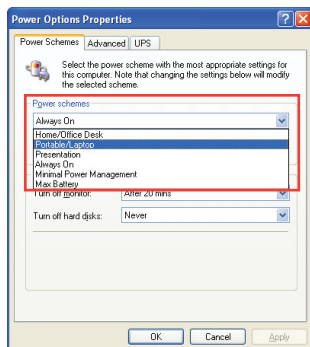 Power Options Properties
Power Schemes Advanced UPS
Select the power scheme with the most appropriate settings for
this computer. Note that changing the settings below will modify
the selected scheme.
Power schemes
Always On
Home/Office Desk
Portable/Laptop
Presentation
Always On
Minimal Power Management
Max Battery
Turn off monitor: After 20 mins
Turn off hard disks: Never
OK Cancel Apply